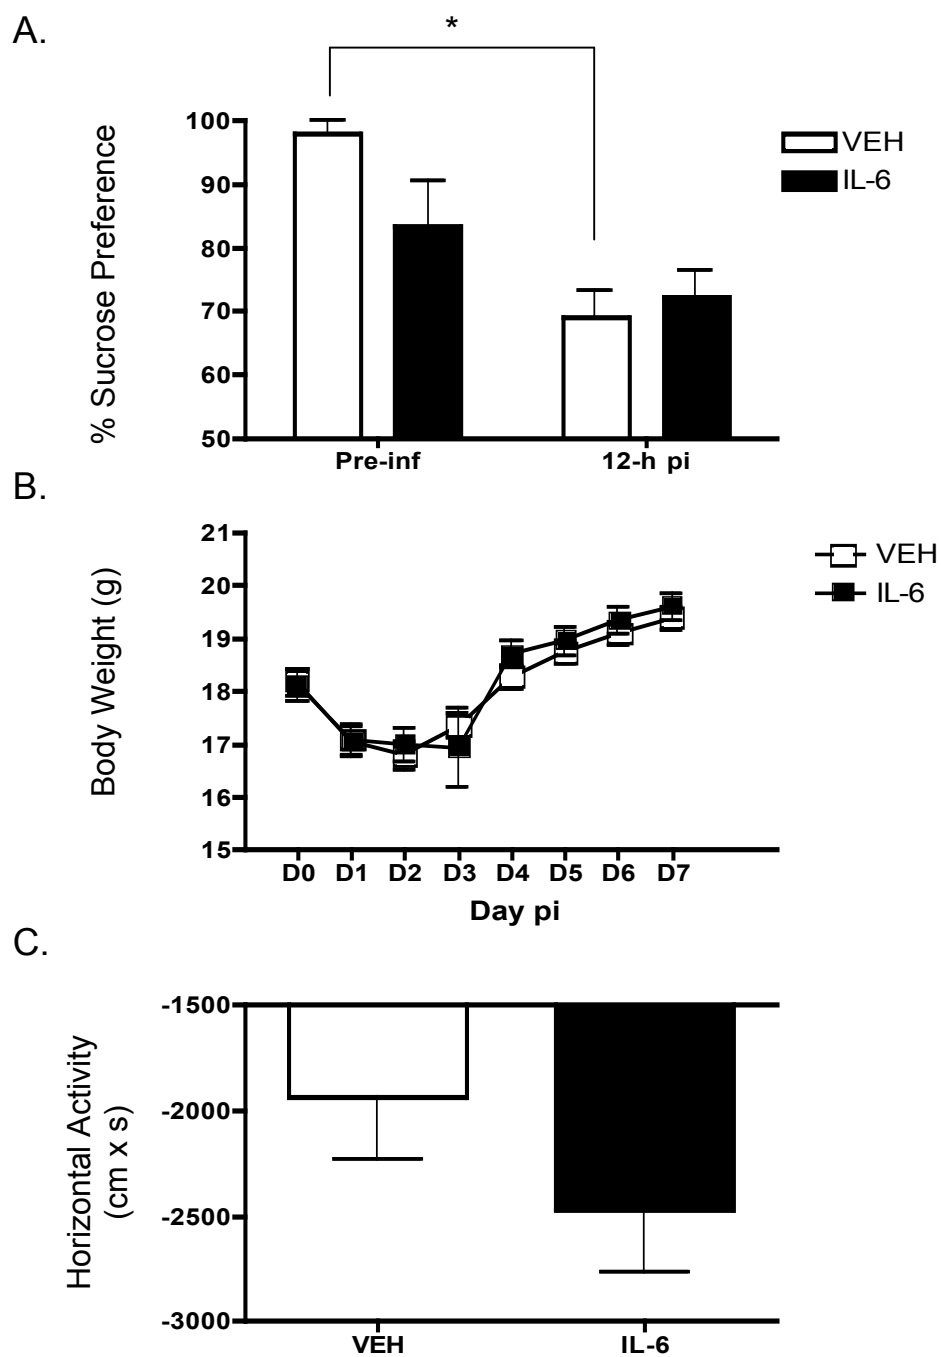 A.
*
% Sucrose Preference
100
90
80
70
60
50
Pre-inf
12-h pi
VEH
IL-6
B.
Body Weight (g)
21
20
19
18
17
16
15
D0 D1 D2 D3 D4 D5 D6 D7
Day pi
VEH
IL-6
C.
Horizontal Activity
(cm x s)
-1500
-2000
-2500
-3000
VEH
IL-6